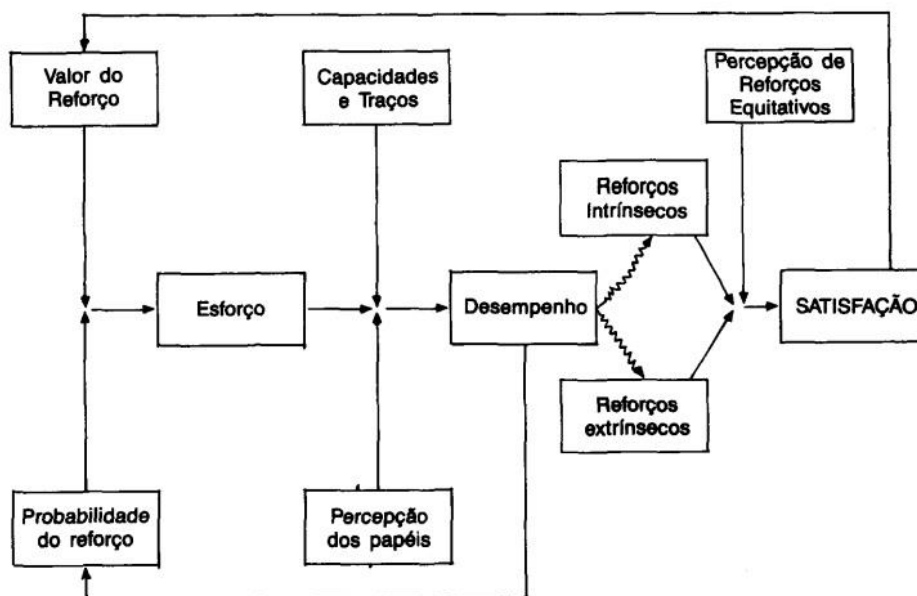 Valor do
Reforço
Capacidades
e Traços
Percepção de
Reforços
Equitativos
Reforços
Intrínsecos
Esforço
Desempenho
SATISFAÇÃO
Reforços
extrínsecos
Probabilidade
do reforço
Percepção
dos papéis